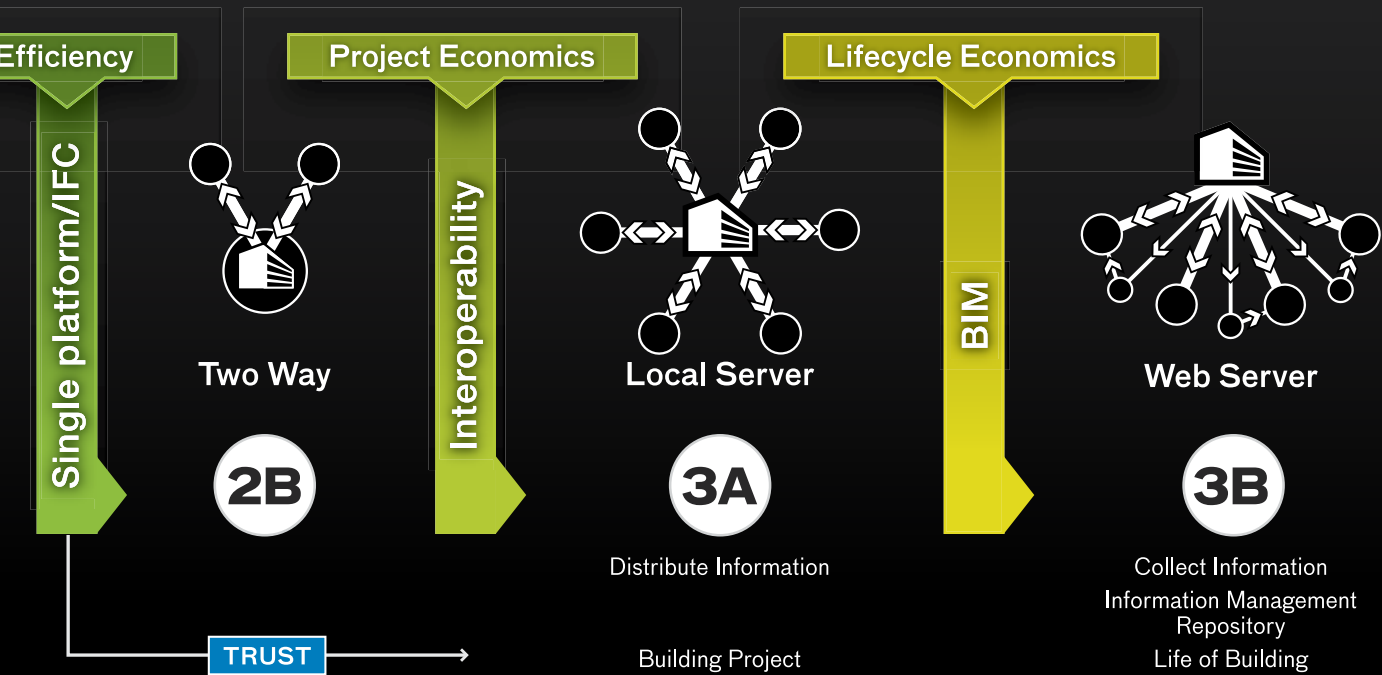 Efficiency
Project Economics
Lifecycle Economics
Single platform/IFC
Interoperability
BIM
Two Way
Local Server
Web Server
2B
3A
3B
Distribute Information
Collect Information
Information Management
Repository
TRUST
Building Project
Life of Building